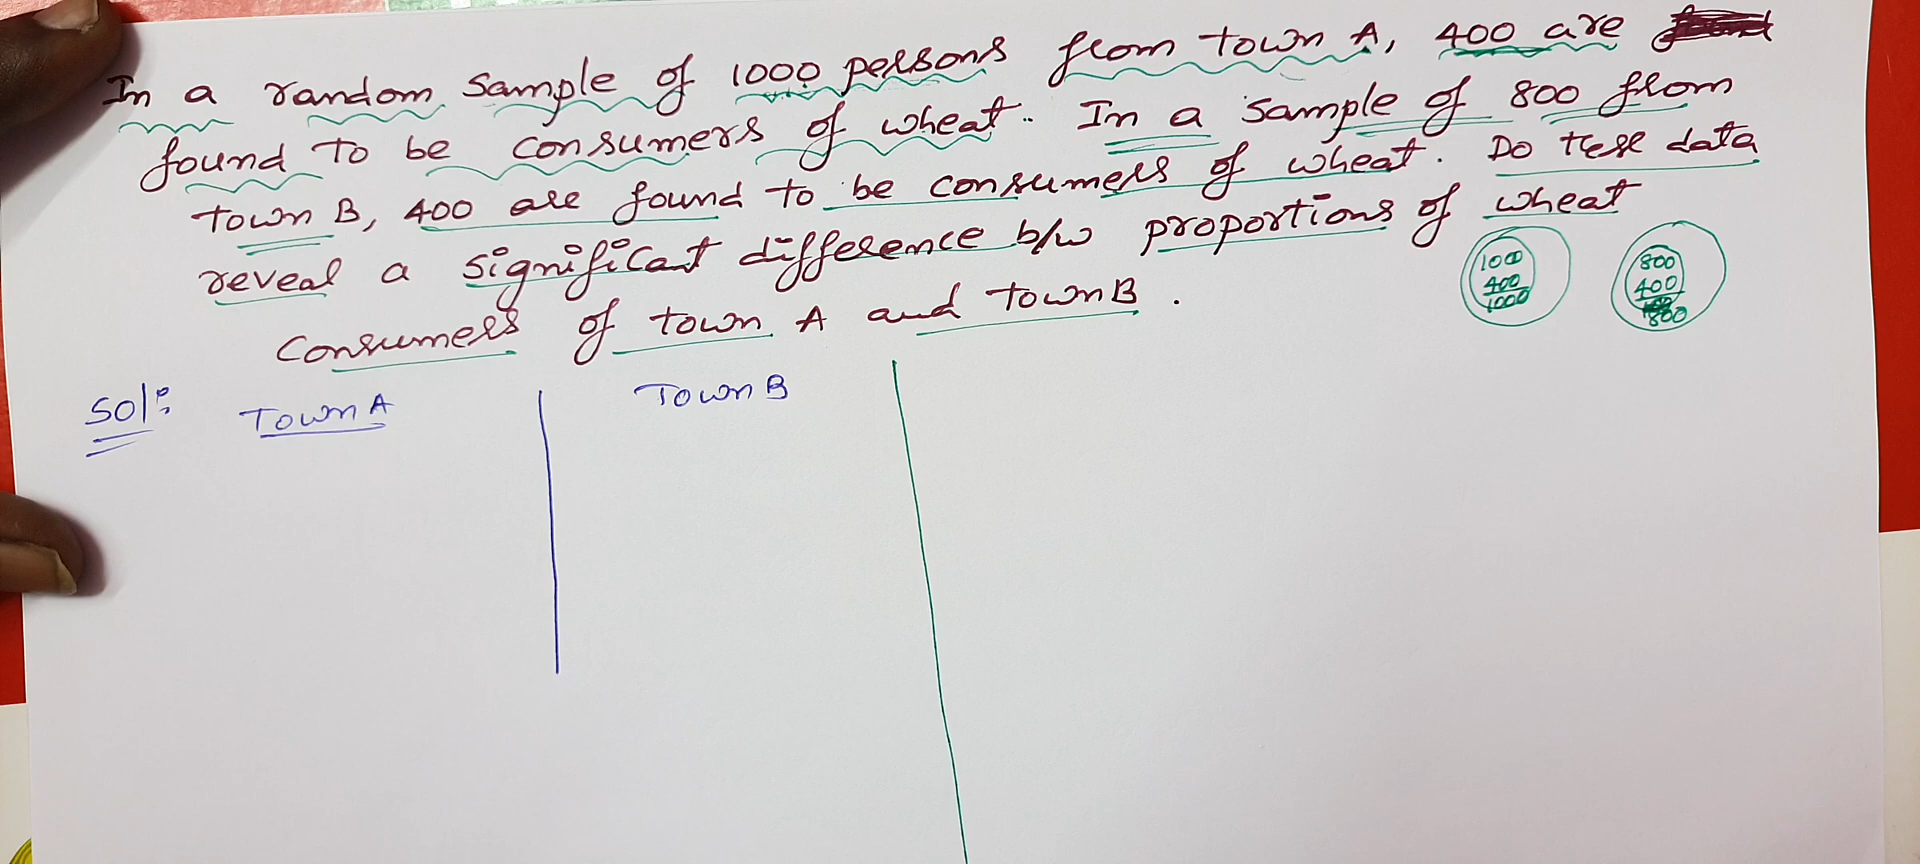 In a random sample of 1000 persons from town A, 400 are
found to be consumers of wheat. In a sample of 800 from
town B, 400 are found to be consumers of wheat. Do tese data
reveal a significant difference b/w proportions of wheat
consumers of town A and town B.
100
400
1000
800
400
800
Sol:
Town A
Town B